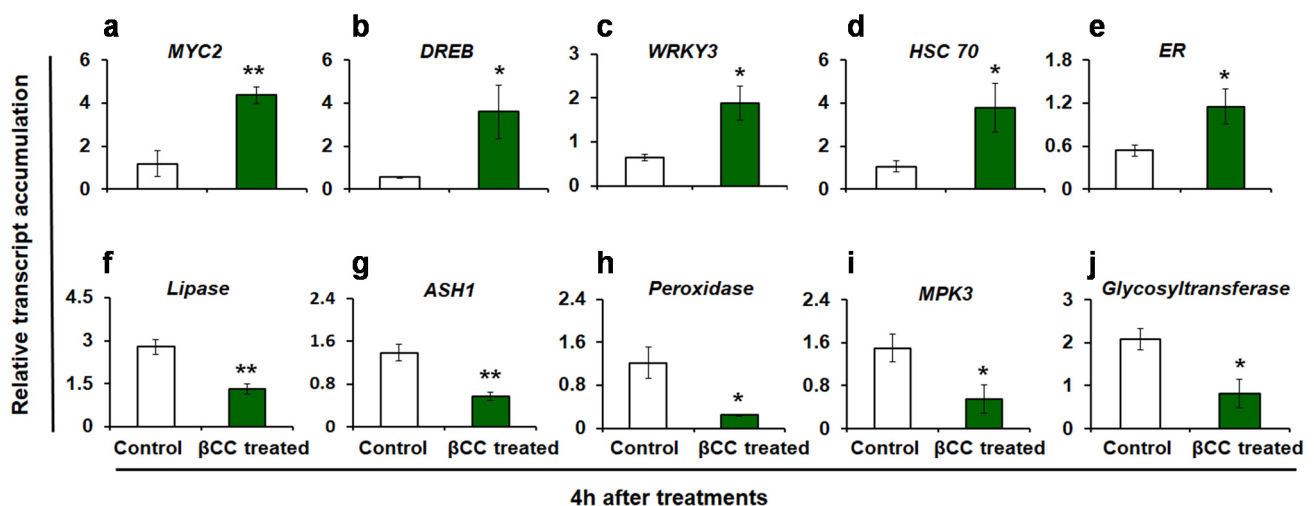 a b c d e
MYC2 DREB WRKY3 HSC 70 ER
6 6 3 6 1.8
4 4 2 4 1.2
2 2 1 2 0.6
0 0 0 0 0
** * * * *
Relative transcript accumulation
f g h i j
Lipase ASH1 Peroxidase MPK3 Glycosyltransferase
4.5 2.4 2.4 2.4 3
3 1.6 1.6 1.6 2
1.5 0.8 0.8 0.8 1
0 0 0 0 0
** ** * * *
Control βCC treated Control βCC treated Control βCC treated Control βCC treated Control βCC treated
4h after treatments